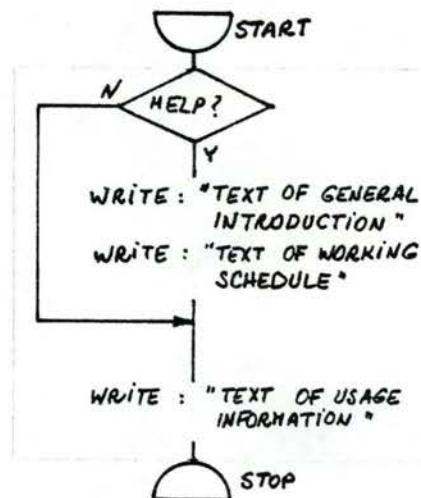 START
N
HELP?
Y
WRITE : "TEXT OF GENERAL
INTRODUCTION"
WRITE : "TEXT OF WORKING
SCHEDULE"
WRITE : "TEXT OF USAGE
INFORMATION"
STOP